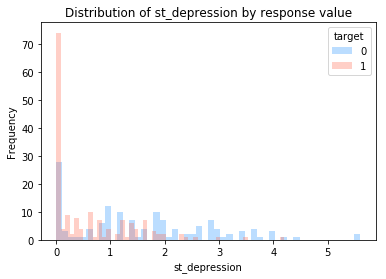 Distribution of st_depression by response value
target
0
1
Frequency
70
60
50
40
30
20
10
0
0 1 2 3 4 5
st_depression